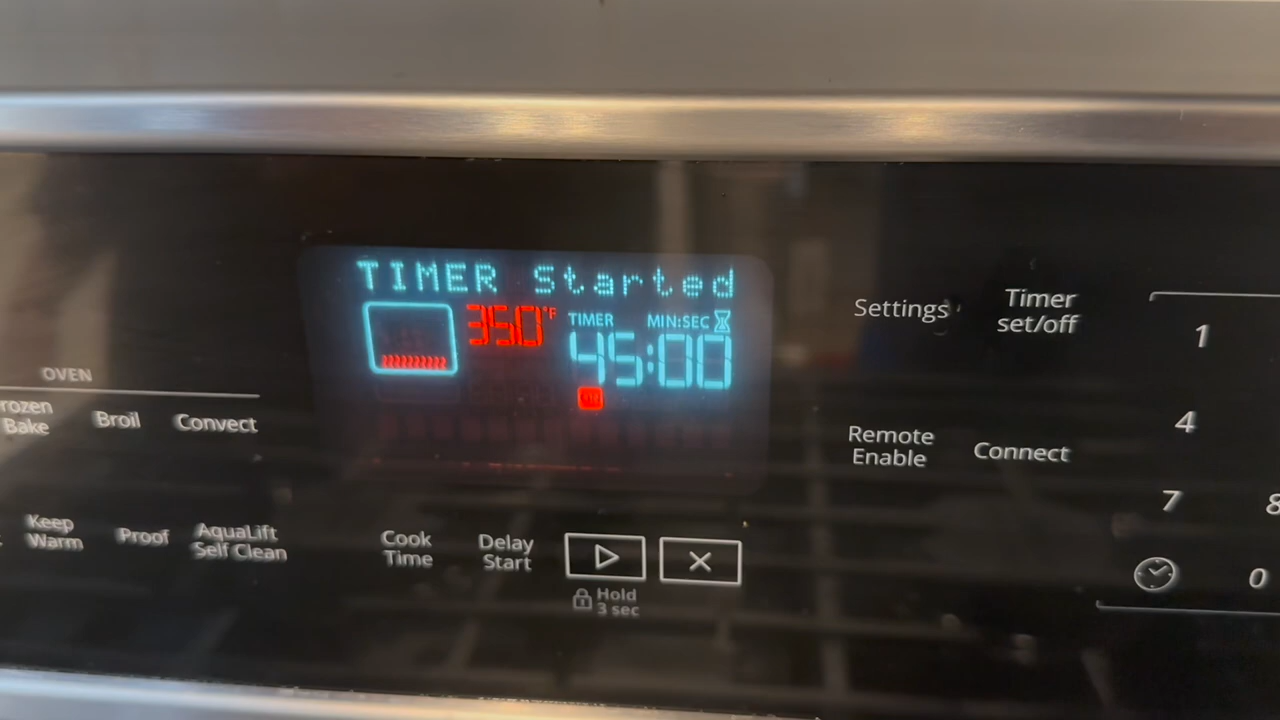 TIMER Started
350°F
TIMER MIN:SEC
45:00
OVEN
Bake
Broil
Convect
Keep
Warm
Proof
AquaLift
Self Clean
Cook
Time
Delay
Start
Hold
3 sec
Settings
Timer
set/off
Remote
Enable
Connect
1
4
7
8
0